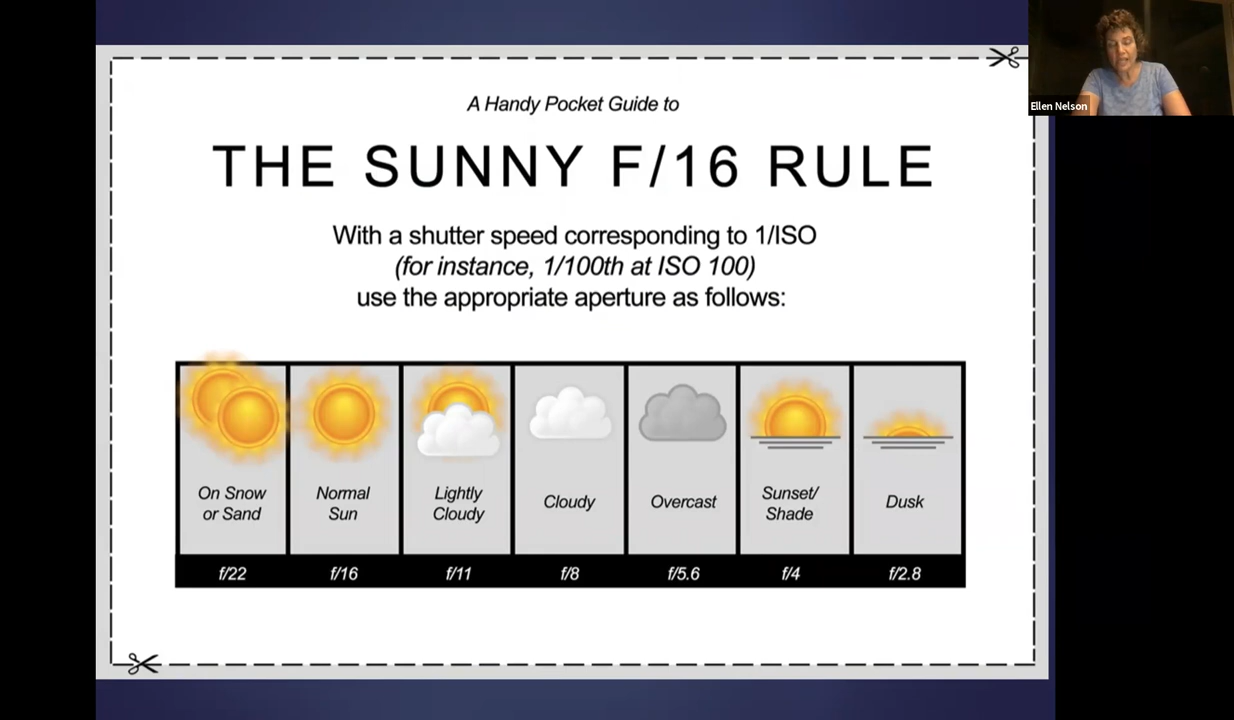 A Handy Pocket Guide to
THE SUNNY F/16 RULE
With a shutter speed corresponding to 1/ISO
(for instance, 1/100th at ISO 100)
use the appropriate aperture as follows:
On Snow
or Sand
Normal
Sun
Lightly
Cloudy
Cloudy
Overcast
Sunset/
Shade
Dusk
f/22
f/16
f/11
f/8
f/5.6
f/4
f/2.8
Ellen Nelson